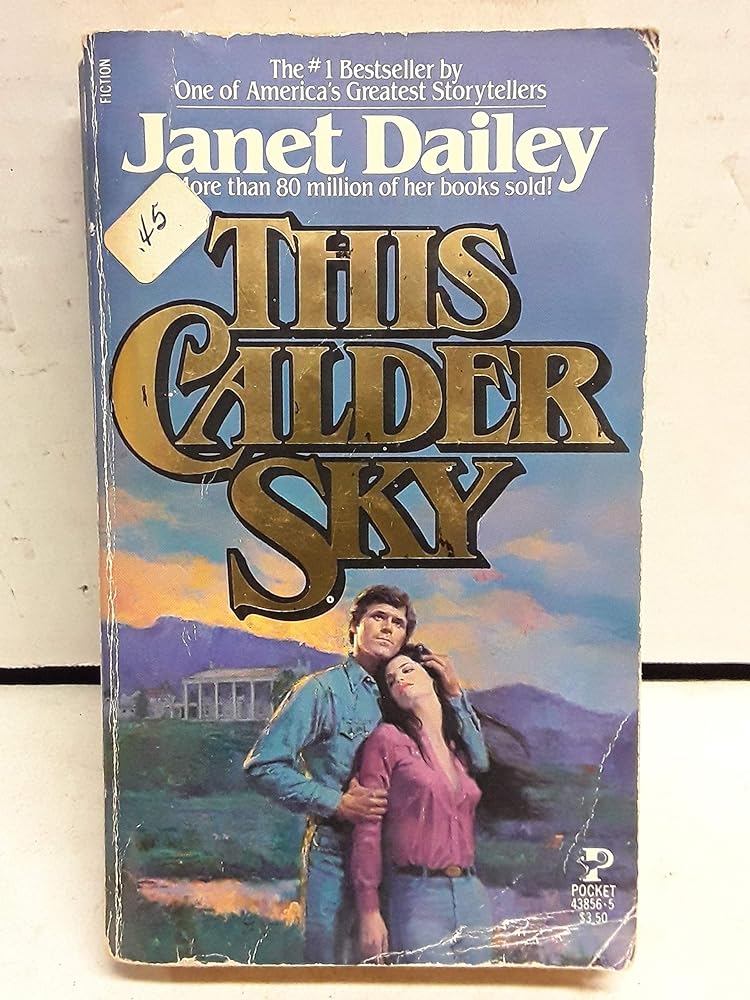 FICTION
The #1 Bestseller by
One of America's Greatest Storytellers
Janet Dailey
More than 80 million of her books sold!
.45
THIS
CALDER
SKY
P
POCKET
43856-5
$3.50